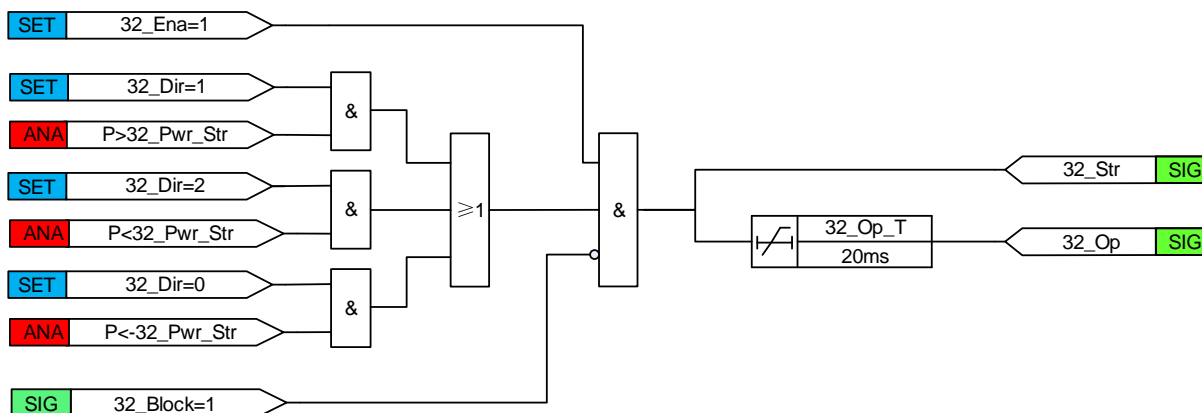 SET 32_Ena=1
SET 32_Dir=1
&
ANA P>32_Pwr_Str
SET 32_Dir=2
&
ANA P<32_Pwr_Str
≥1
&
32_Str SIG
32_Op_T
20ms
32_Op SIG
SET 32_Dir=0
&
ANA P<-32_Pwr_Str
SIG 32_Block=1